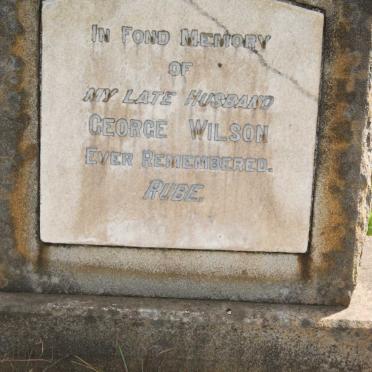 In Fond Memory
of
My Late Husband
George Wilson
Ever Remembered.
Rube.